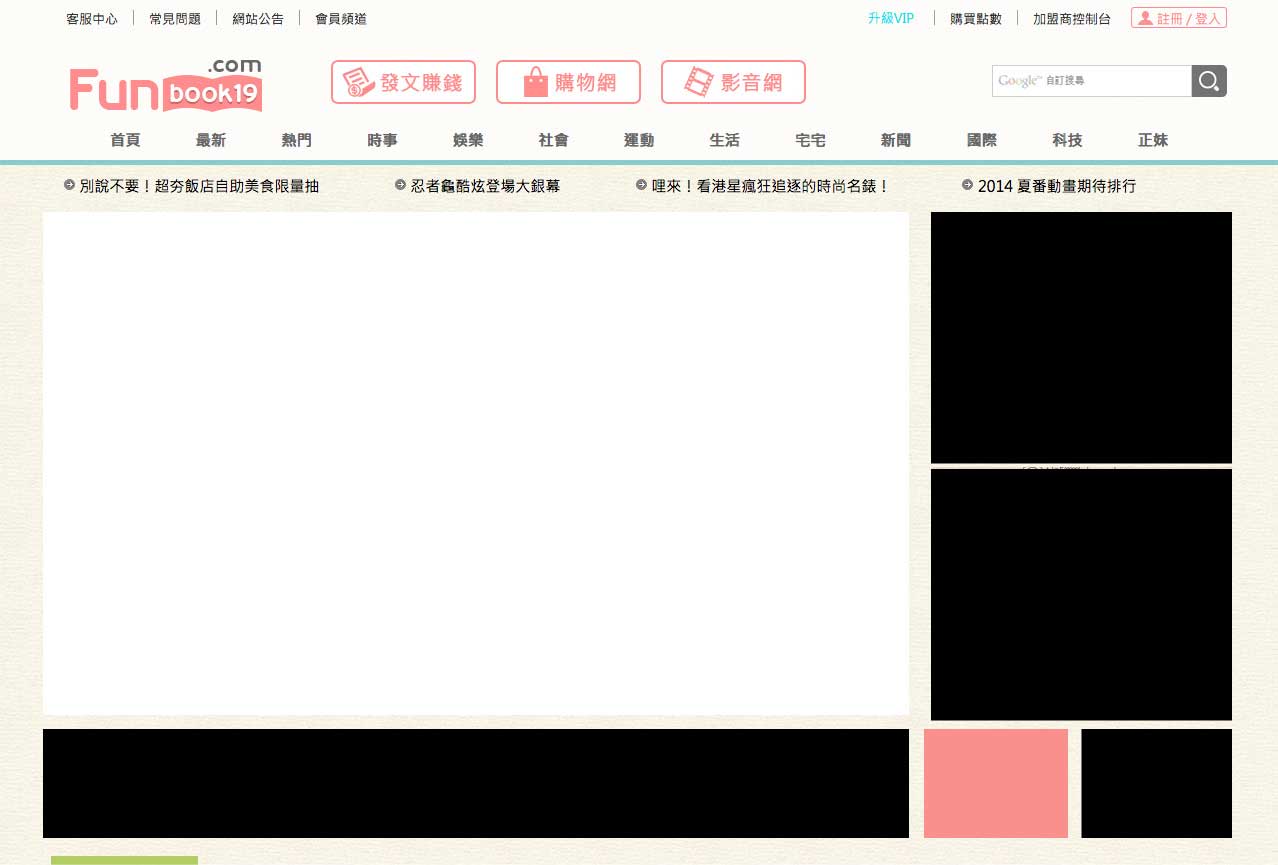 客服中心 常見問題 網站公告 會員頻道 升級VIP 購買點數 加盟商控制台 註冊 / 登入
Fun book19 .com
發文賺錢 購物網 影音網 Google™ 自訂搜尋
首頁 最新 熱門 時事 娛樂 社會 運動 生活 宅宅 新聞 國際 科技 正妹
別說不要！超夯飯店自助美食限量抽 忍者龜酷炫登場大銀幕 哩來！看港星瘋狂追逐的時尚名錶！ 2014 夏番動畫期待排行